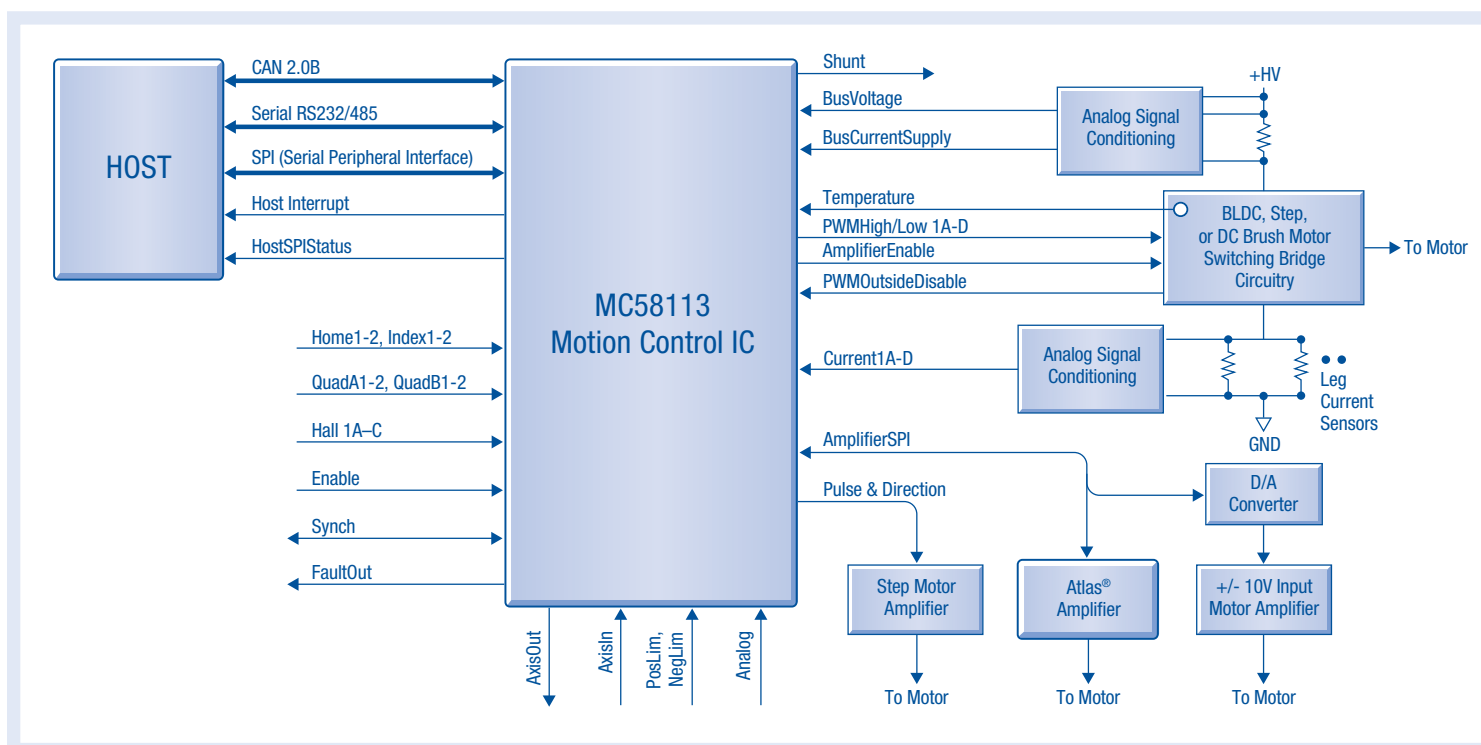 HOST
CAN 2.0B
Serial RS232/485
SPI (Serial Peripheral Interface)
Host Interrupt
HostSPIStatus
Home1-2, Index1-2
QuadA1-2, QuadB1-2
Hall 1A–C
Enable
Synch
FaultOut
MC58113
Motion Control IC
AxisOut
AxisIn
PosLim,
NegLim
Analog
Shunt
BusVoltage
BusCurrentSupply
Temperature
PWMHigh/Low 1A-D
AmplifierEnable
PWMOutsideDisable
Current1A-D
AmplifierSPI
Pulse & Direction
Analog Signal
Conditioning
+HV
BLDC, Step,
or DC Brush Motor
Switching Bridge
Circuitry
To Motor
Analog Signal
Conditioning
Leg
Current
Sensors
GND
D/A
Converter
Step Motor
Amplifier
Atlas®
Amplifier
+/- 10V Input
Motor Amplifier
To Motor
To Motor
To Motor